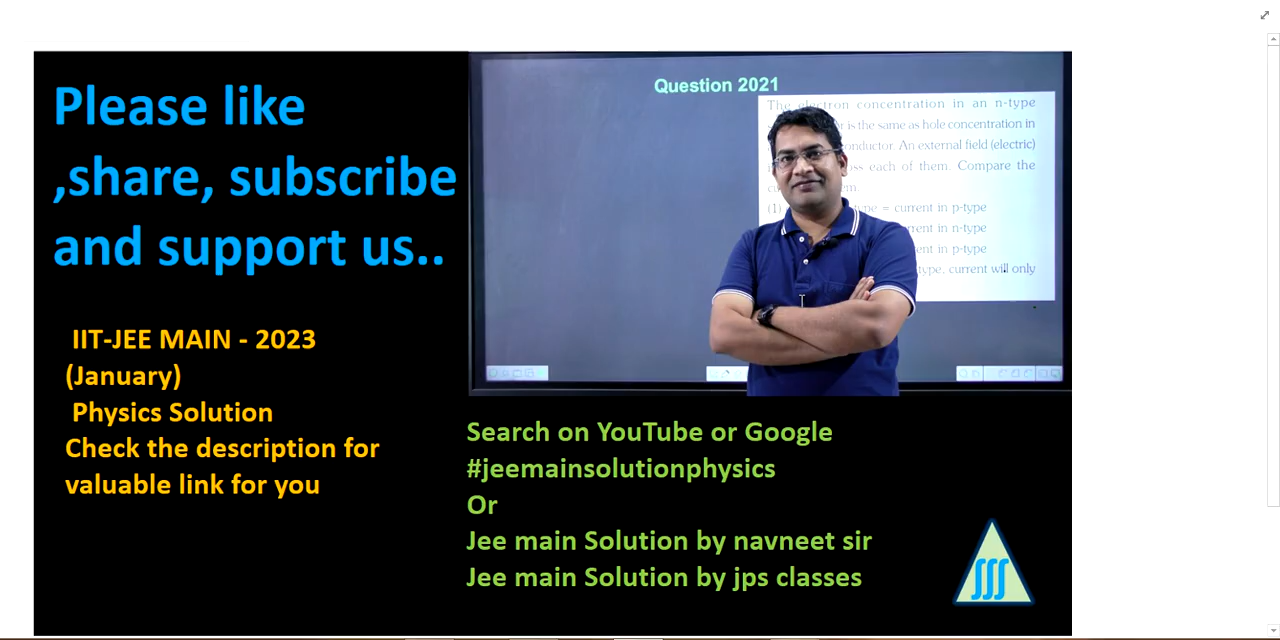 Please like
,share, subscribe
and support us..
IIT-JEE MAIN - 2023
(January)
Physics Solution
Check the description for
valuable link for you
Question 2021
The electron concentration in an n-type
is the same as hole concentration in
An external field (electric)
each of them. Compare the
(1) type = current in p-type
current in n-type
current in p-type
type, current will only
Search on YouTube or Google
#jeemainsolutionphysics
Or
Jee main Solution by navneet sir
Jee main Solution by jps classes